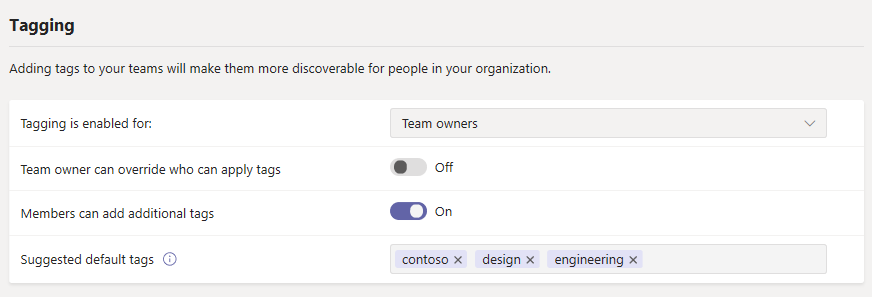 Tagging
Adding tags to your teams will make them more discoverable for people in your organization.
Tagging is enabled for: Team owners
Team owner can override who can apply tags Off
Members can add additional tags On
Suggested default tags contoso design engineering